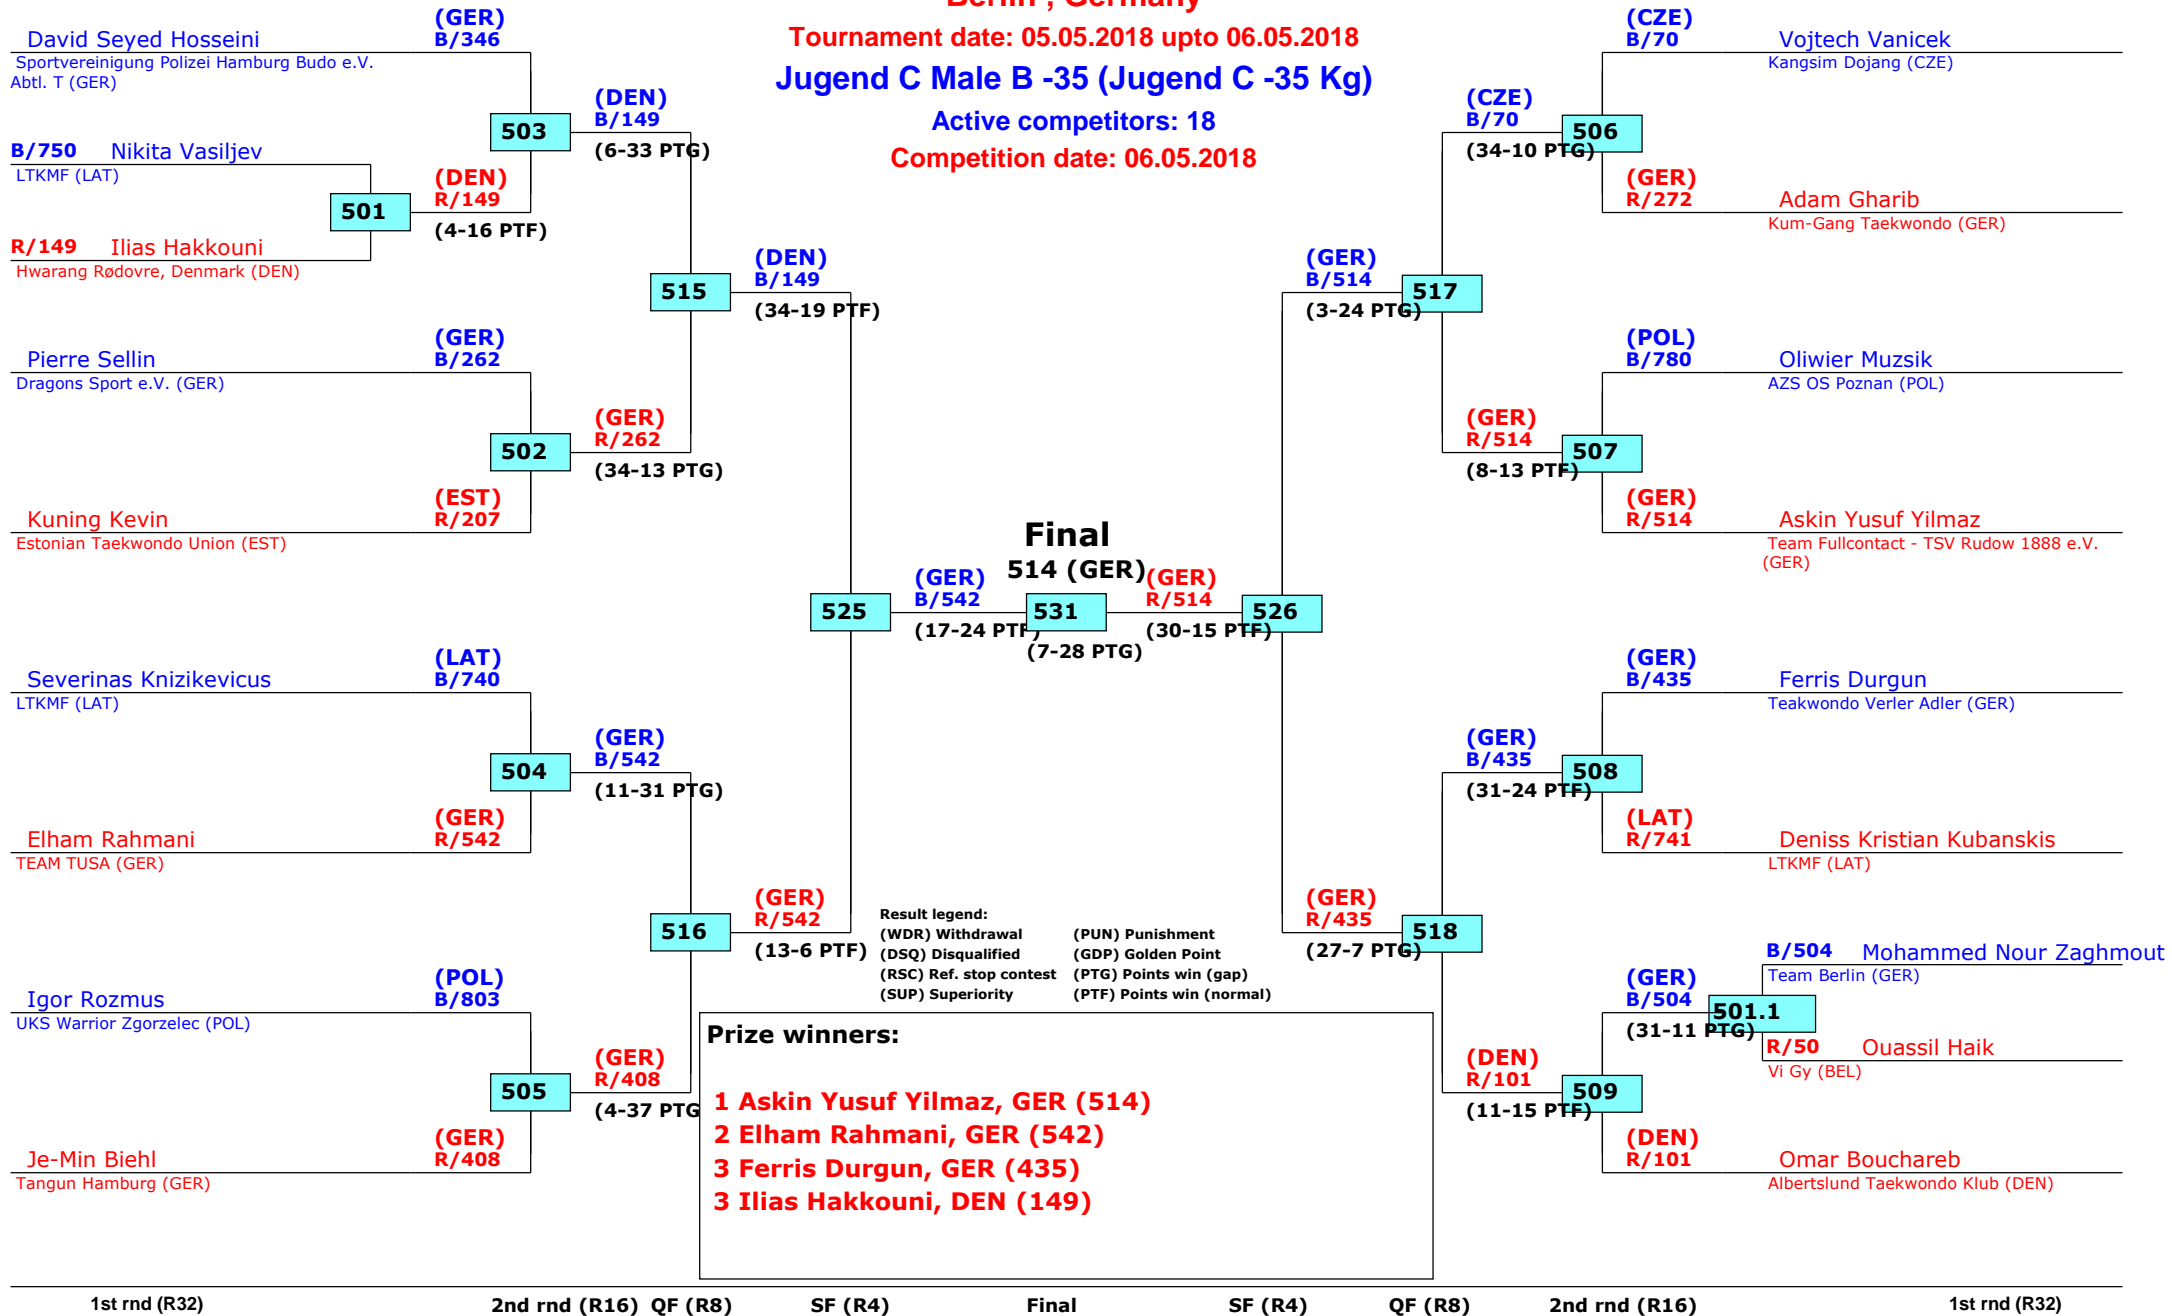 Berlin , Germany
Tournament date: 05.05.2018 upto 06.05.2018
Jugend C Male B -35 (Jugend C -35 Kg)
Active competitors: 18
Competition date: 06.05.2018
(GER)
David Seyed Hosseini B/346
Sportvereinigung Polizei Hamburg Budo e.V.
Abtl. T (GER)
503
(DEN)
B/149
(6-33 PTG)
B/750 Nikita Vasiljev
LTKMF (LAT)
501
(DEN)
R/149
(4-16 PTF)
R/149 Ilias Hakkouni
Hwarang Rødovre, Denmark (DEN)
515
(DEN)
B/149
(34-19 PTF)
(GER)
Pierre Sellin B/262
Dragons Sport e.V. (GER)
502
(GER)
R/262
(34-13 PTG)
(EST)
Kuning Kevin R/207
Estonian Taekwondo Union (EST)
525
(GER)
B/542
(17-24 PTF)
(LAT)
Severinas Knizikevicus B/740
LTKMF (LAT)
504
(GER)
B/542
(11-31 PTG)
(GER)
Elham Rahmani R/542
TEAM TUSA (GER)
516
(GER)
R/542
(13-6 PTF)
(POL)
Igor Rozmus B/803
UKS Warrior Zgorzelec (POL)
505
(GER)
R/408
(4-37 PTG
(GER)
Je-Min Biehl R/408
Tangun Hamburg (GER)
Final
514 (GER)
531
(7-28 PTG)
(GER)
R/514
526
(30-15 PTF)
(CZE)
B/70 Vojtech Vanicek
Kangsim Dojang (CZE)
(CZE)
B/70
506
(34-10 PTG)
(GER)
R/272 Adam Gharib
Kum-Gang Taekwondo (GER)
(GER)
B/514
517
(3-24 PTG)
(POL)
B/780 Oliwier Muzsik
AZS OS Poznan (POL)
(GER)
R/514
507
(8-13 PTF)
(GER)
R/514 Askin Yusuf Yilmaz
Team Fullcontact - TSV Rudow 1888 e.V.
(GER)
(GER)
B/435 Ferris Durgun
Teakwondo Verler Adler (GER)
(GER)
B/435
508
(31-24 PTF)
(LAT)
R/741 Deniss Kristian Kubanskis
LTKMF (LAT)
(GER)
R/435
518
(27-7 PTG)
B/504 Mohammed Nour Zaghmout
Team Berlin (GER)
(GER)
B/504
501.1
(31-11 PTG)
R/50 Ouassil Haik
Vi Gy (BEL)
(DEN)
R/101
509
(11-15 PTF)
(DEN)
R/101 Omar Bouchareb
Albertslund Taekwondo Klub (DEN)
Result legend:
(WDR) Withdrawal (PUN) Punishment
(DSQ) Disqualified (GDP) Golden Point
(RSC) Ref. stop contest (PTG) Points win (gap)
(SUP) Superiority (PTF) Points win (normal)
Prize winners:
1 Askin Yusuf Yilmaz, GER (514)
2 Elham Rahmani, GER (542)
3 Ferris Durgun, GER (435)
3 Ilias Hakkouni, DEN (149)
1st rnd (R32) 2nd rnd (R16) QF (R8) SF (R4) Final SF (R4) QF (R8) 2nd rnd (R16) 1st rnd (R32)